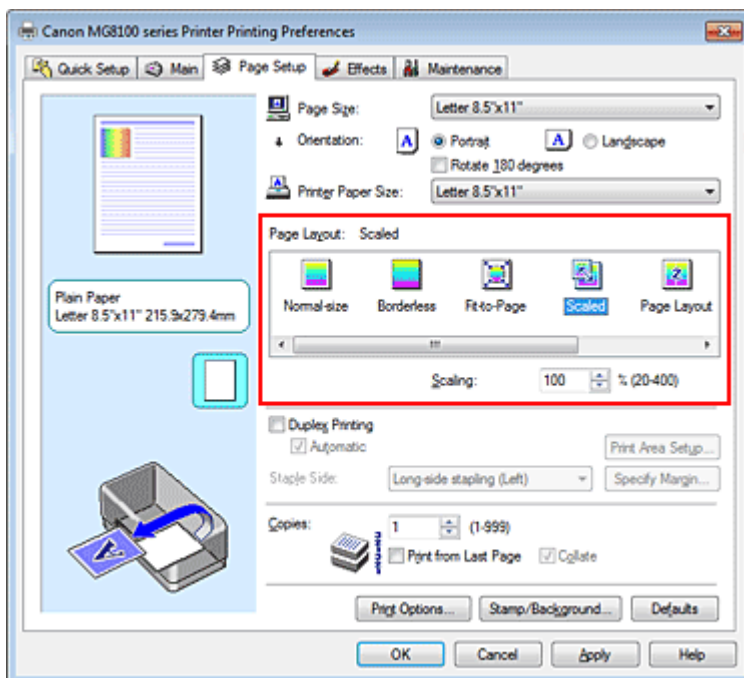 Canon MG8100 series Printer Printing Preferences
Quick Setup Main Page Setup Effects Maintenance
Page Size: Letter 8.5"x11"
Orientation: A Portrait A Landscape
Rotate 180 degrees
Printer Paper Size: Letter 8.5"x11"
Page Layout: Scaled
Normal-size Borderless Fit-to-Page Scaled Page Layout
Scaling: 100 % (20-400)
Plain Paper
Letter 8.5"x11" 215.9x279.4mm
Duplex Printing
Automatic Print Area Setup...
Staple Side: Long-side stapling (Left) Specify Margin...
Copies: 1 (1-999)
Print from Last Page Collate
Print Options... Stamp/Background... Defaults
OK Cancel Apply Help